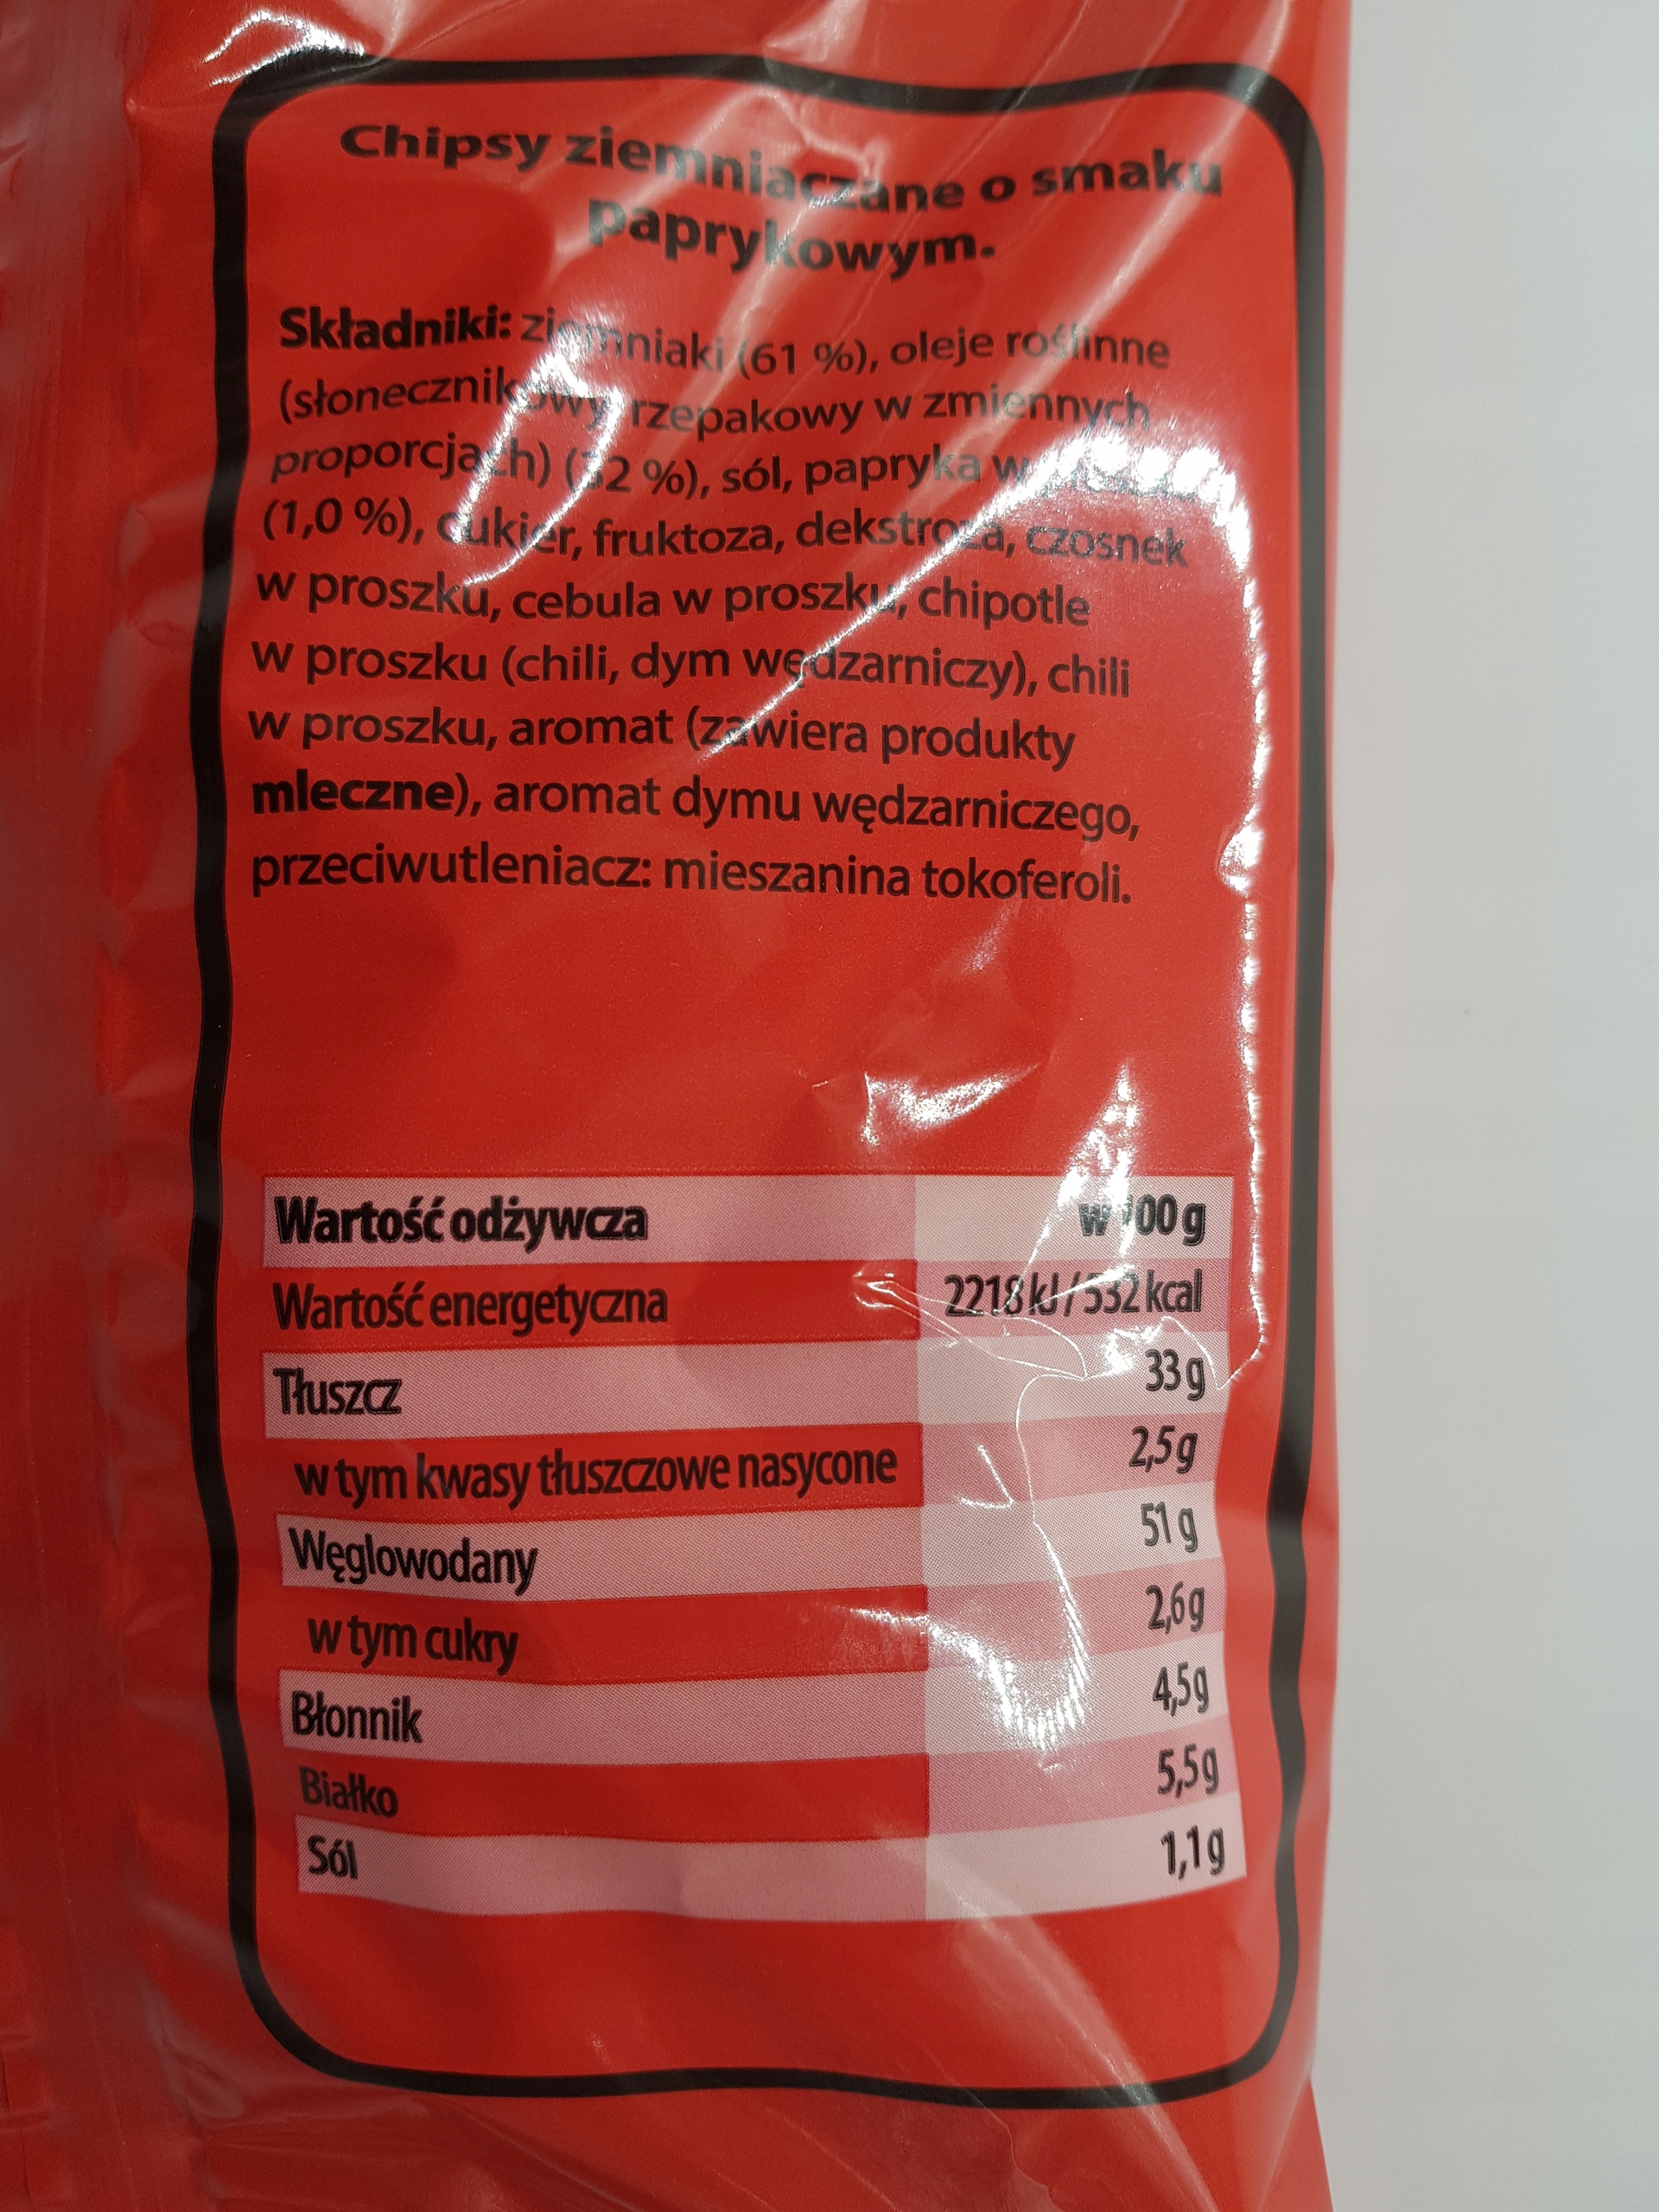 Chipsy ziemniaczane o smaku
paprykowym.
Składniki: ziemniaki (61 %), oleje roślinne
(słonecznikowy, rzepakowy w zmiennych
proporcjach) (32 %), sól, papryka w
(1,0 %), cukier, fruktoza, dekstroza, czosnek
w proszku, cebula w proszku, chipotle
w proszku (chili, dym wędzarniczy), chili
w proszku, aromat (zawiera produkty
mleczne), aromat dymu wędzarniczego,
przeciwutleniacz: mieszanina tokoferoli.
Wartość odżywcza w 100 g
Wartość energetyczna 2218 kJ / 532 kcal
Tłuszcz 33 g
w tym kwasy tłuszczowe nasycone 2,5 g
Węglowodany 51 g
w tym cukry 2,6 g
Błonnik 4,5 g
Białko 5,5 g
Sól 1,1 g